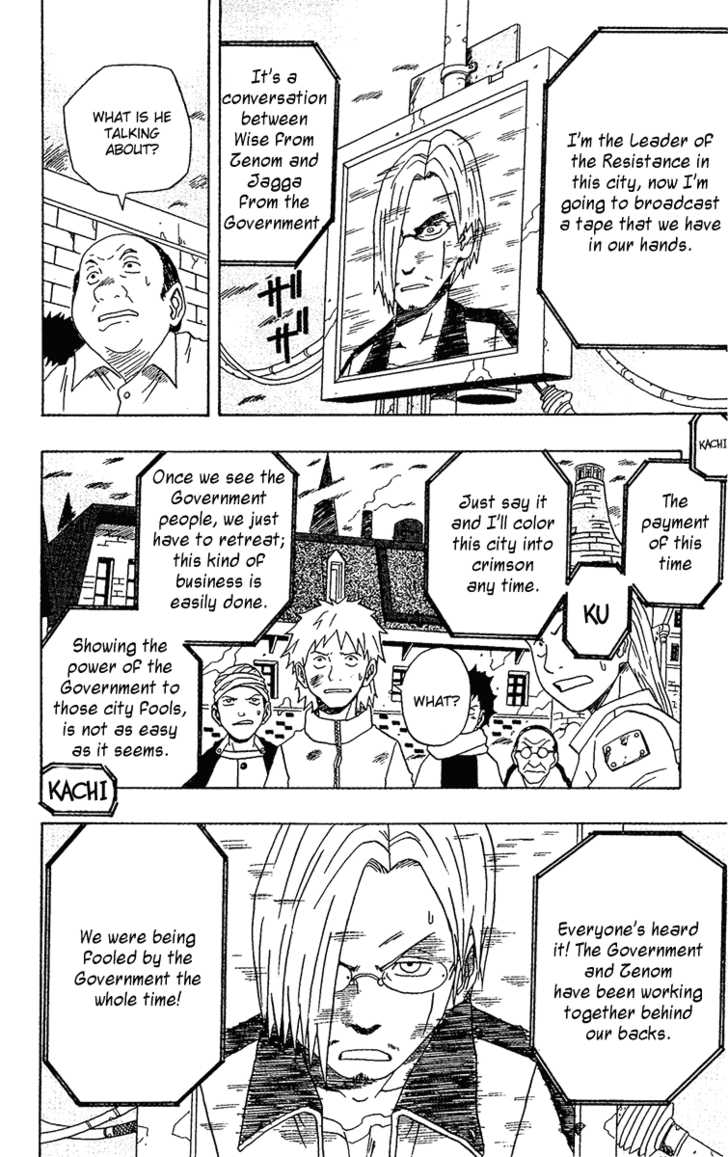 I'm the Leader of
the Resistance in
this city, now I'm
going to broadcast
a tape that we have
in our hands.
It's a
conversation
between
Wise from
Zenom and
Jagga
from the
Government
ザザ
ザザ
WHAT IS HE
TALKING
ABOUT?
KACHI
The
payment
of this
time
KU
Just say it
and I'll color
this city into
crimson
any time.
WHAT?
Once we see the
Government
people, we just
have to retreat;
this kind of
business is
easily done.
Showing the
power of the
Government to
those city fools,
is not as easy
as it seems.
KACHI
Everyone's heard
it! The Government
and Zenom
have been working
together behind
our backs.
We were being
fooled by the
Government the
whole time!